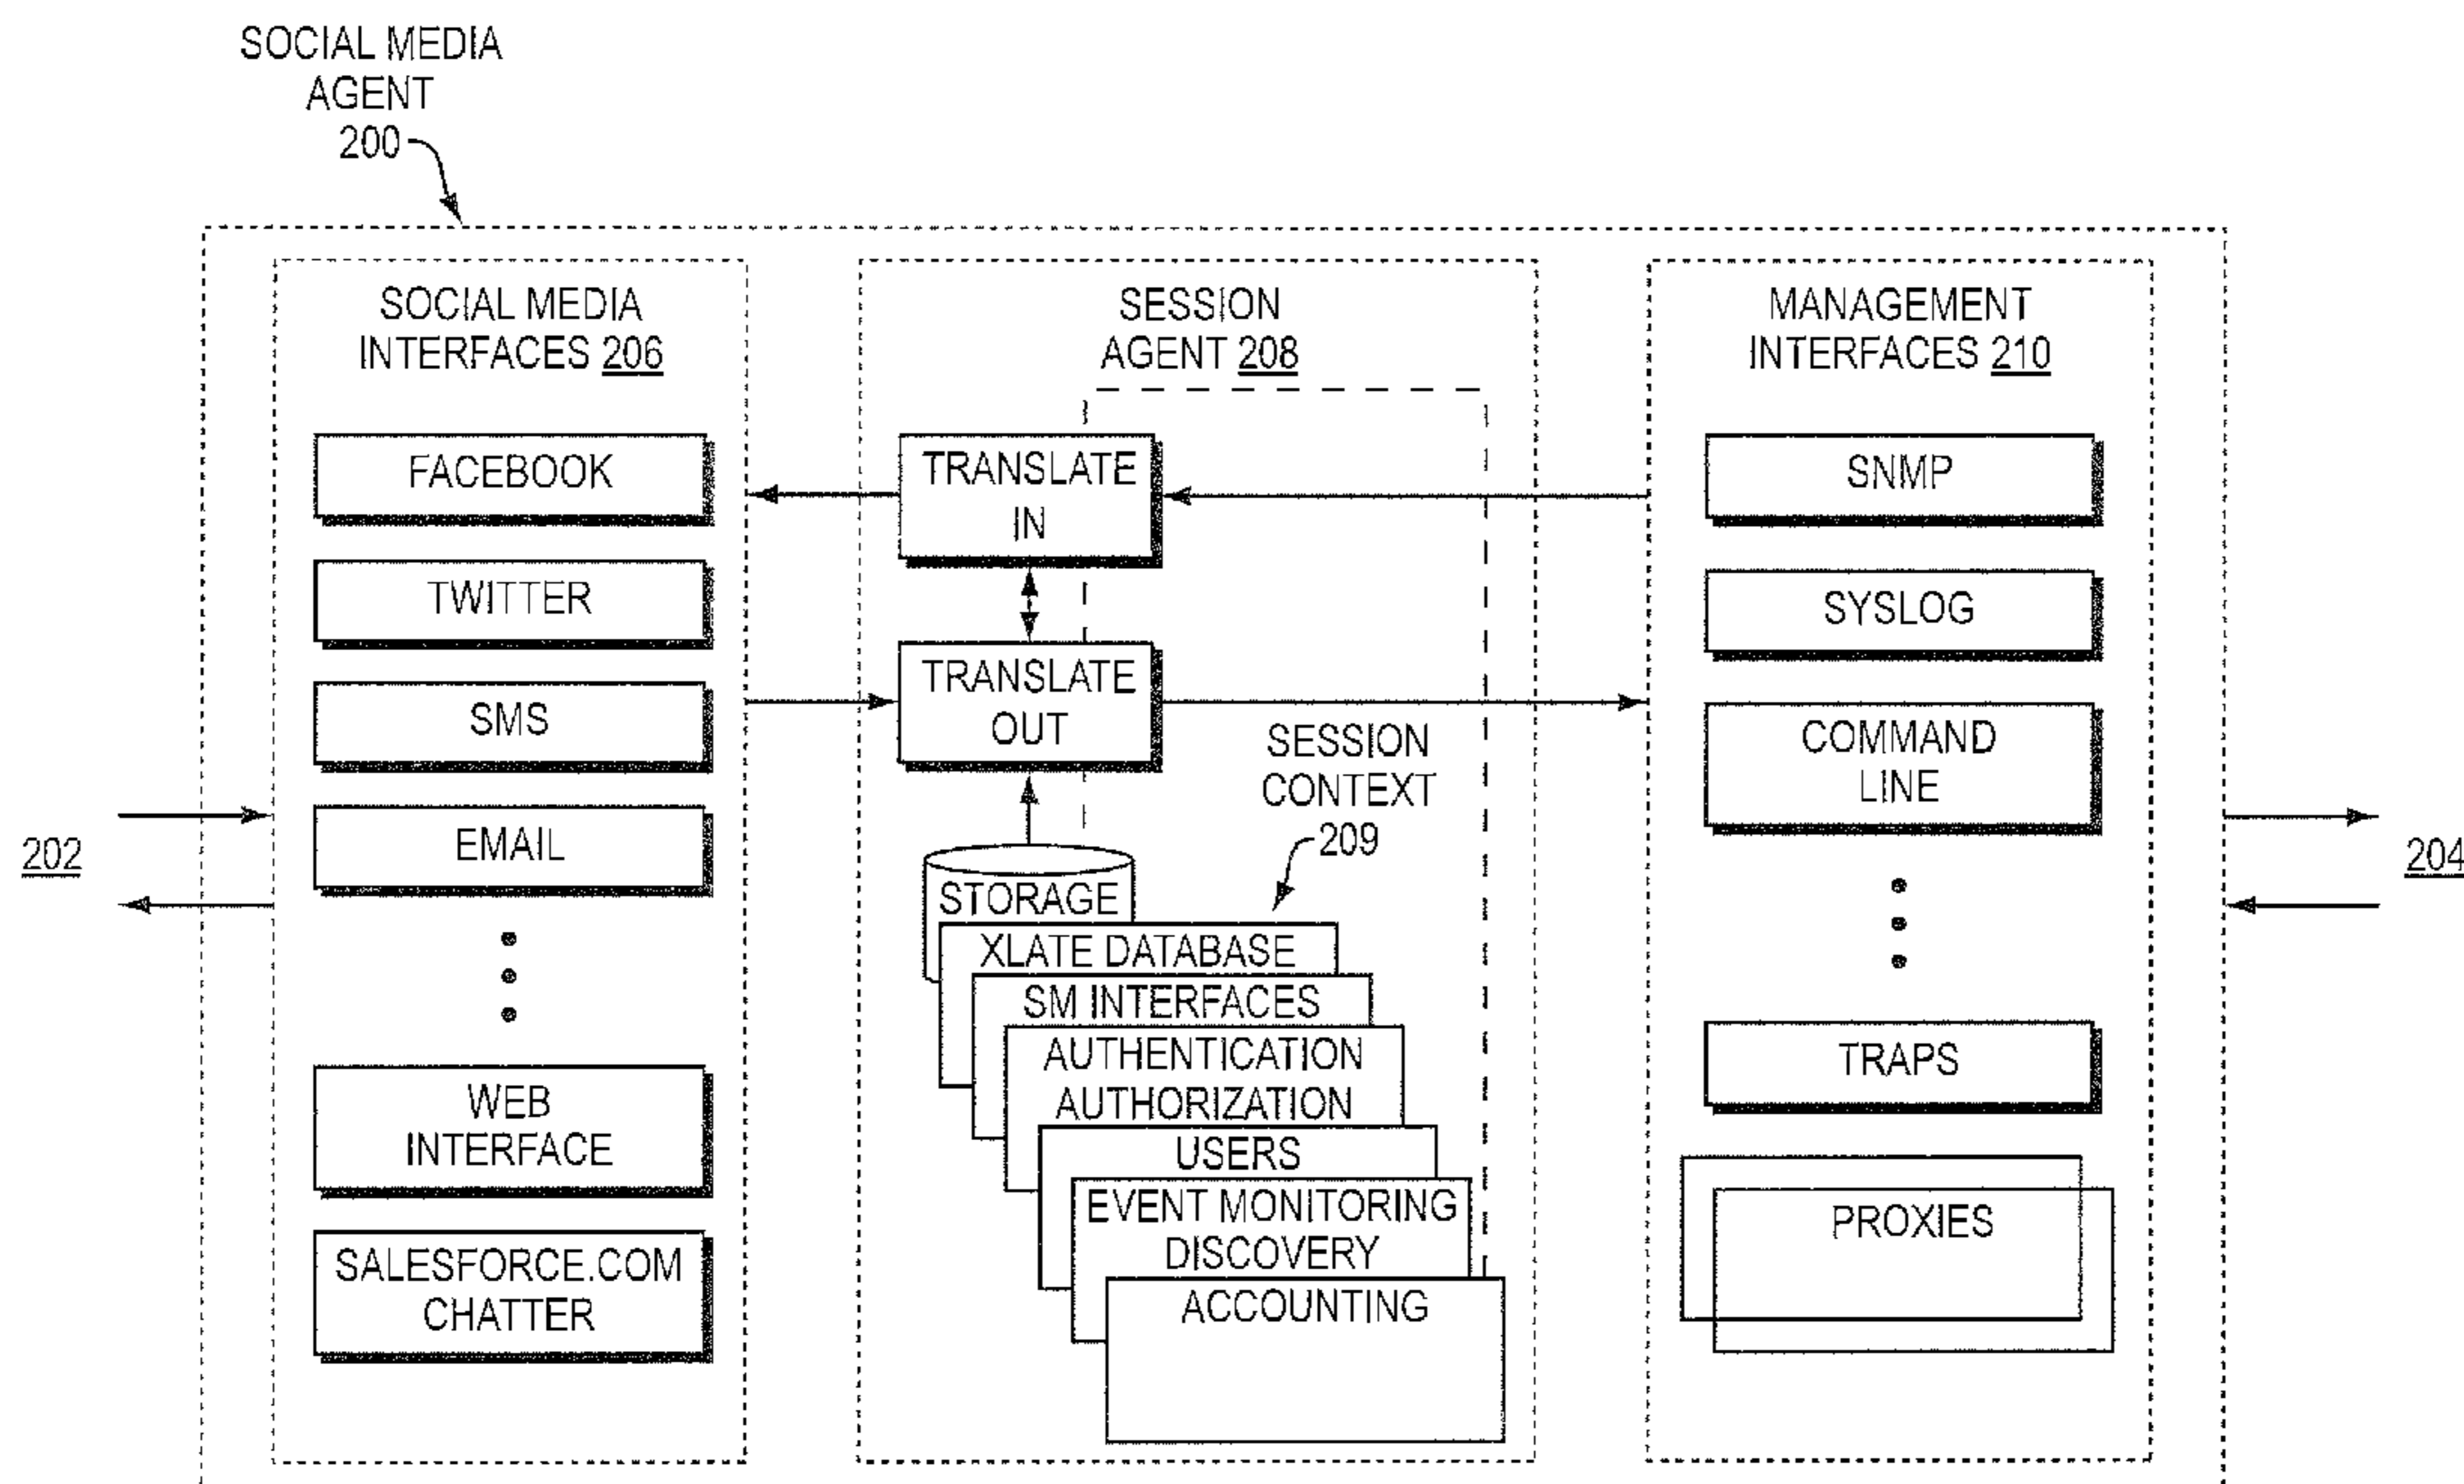 SOCIAL MEDIA
AGENT
200
SOCIAL MEDIA
INTERFACES 206
FACEBOOK
TWITTER
SMS
EMAIL
WEB
INTERFACE
SALESFORCE.COM
CHATTER
202
SESSION
AGENT 208
TRANSLATE
IN
TRANSLATE
OUT
SESSION
CONTEXT
209
STORAGE
XLATE DATABASE
SM INTERFACES
AUTHENTICATION
AUTHORIZATION
USERS
EVENT MONITORING
DISCOVERY
ACCOUNTING
MANAGEMENT
INTERFACES 210
SNMP
SYSLOG
COMMAND
LINE
TRAPS
PROXIES
204